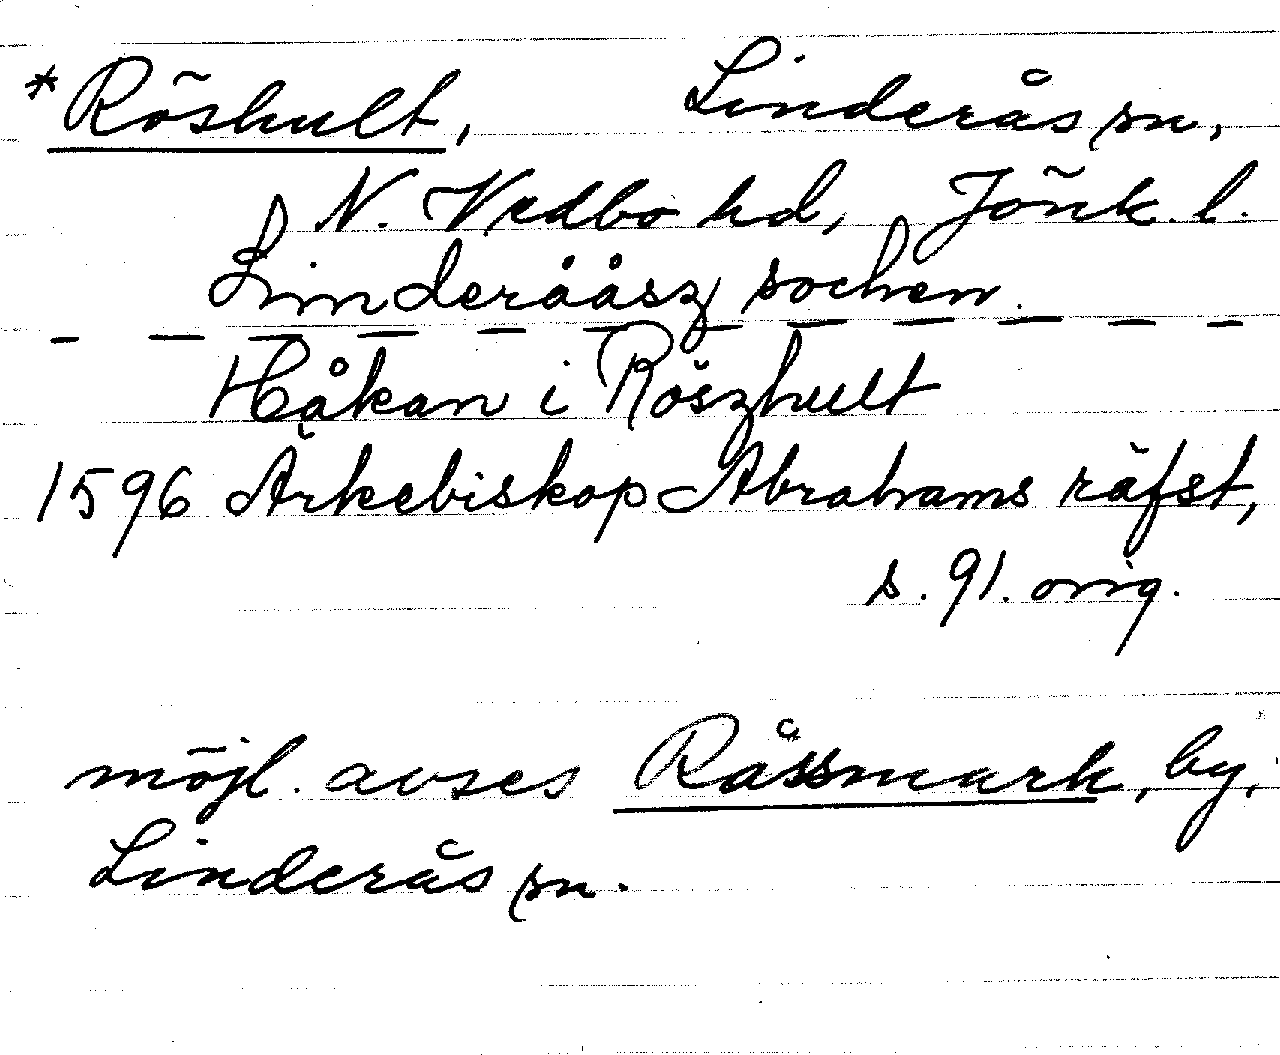 *Röshult, Linderås sn,
N. Vedbo hd, Jönk. l.
Linderååsz sochen.
Håkan i Röszhult
1596 Ärkebiskop Abrahams räfst,
s. 91. orig.
möjl. avses Råssmark, by,
Linderås sn.